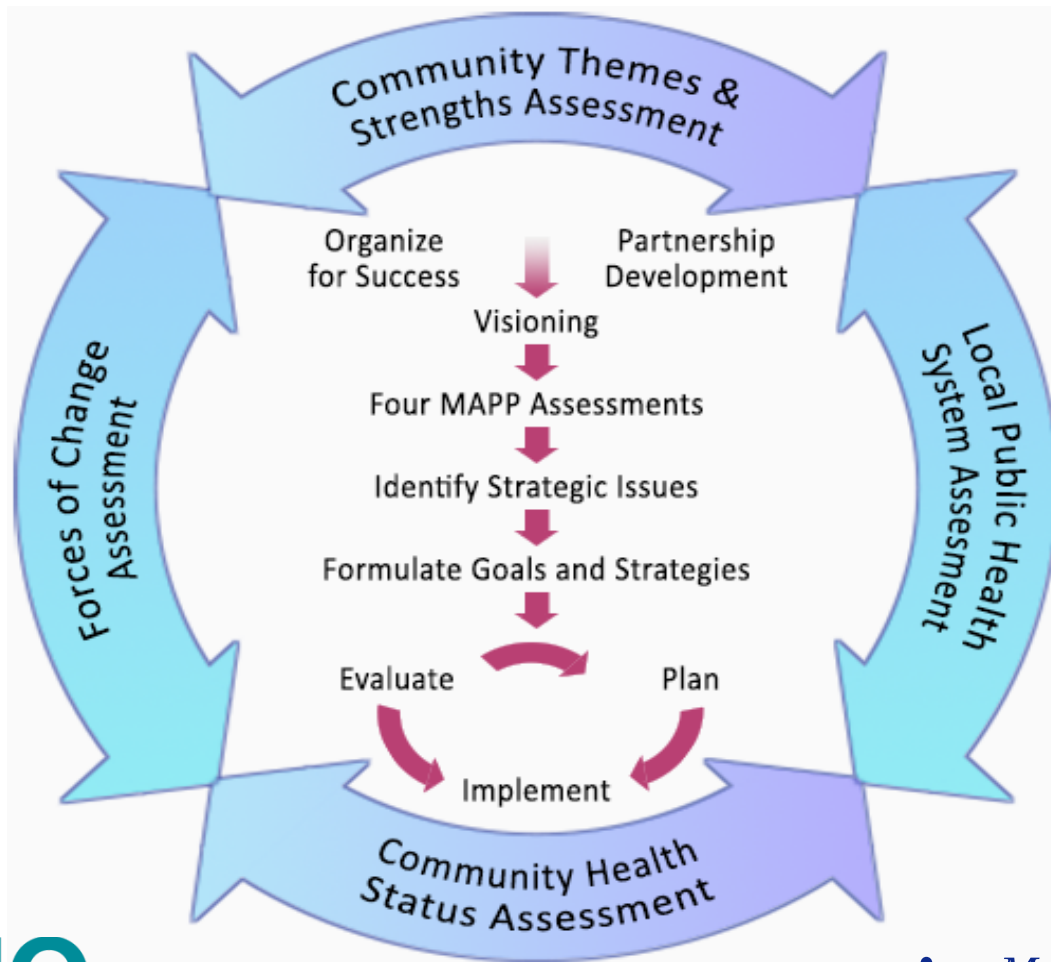 Community Themes &
Strengths Assessment
Organize
for Success
Partnership
Development
Visioning
Four MAPP Assessments
Identify Strategic Issues
Formulate Goals and Strategies
Evaluate
Plan
Implement
Forces of Change
Assessment
Local Public Health
System Assessment
Community Health
Status Assessment